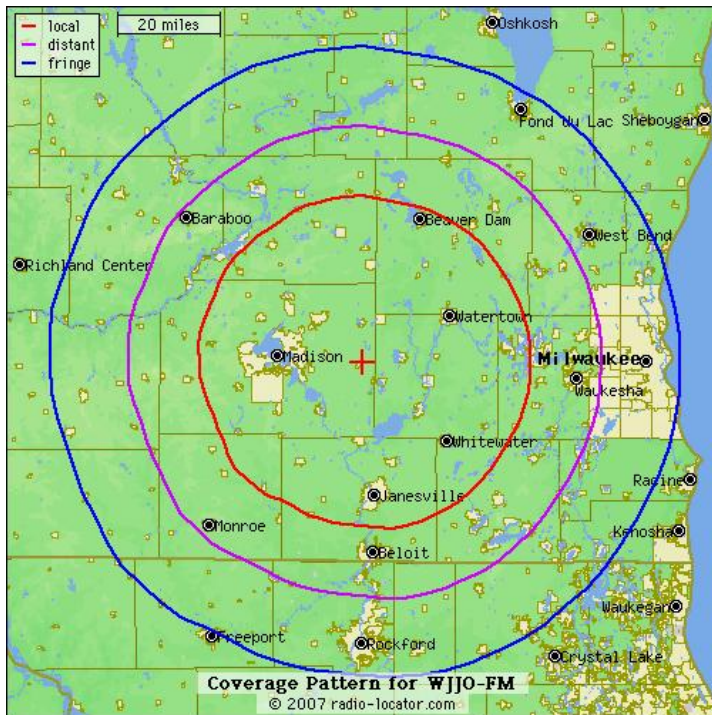 local
distant
fringe
20 miles
Oshkosh
Fond du Lac
Sheboygan
Baraboo
Beaver Dam
West Bend
Richland Center
Watertown
Madison
Milwaukee
Waukesha
Whitewater
Janesville
Racine
Monroe
Kenosha
Beloit
Waukegan
Freeport
Rockford
Crystal Lake
Coverage Pattern for WJJO-FM
© 2007 radio-locator.com